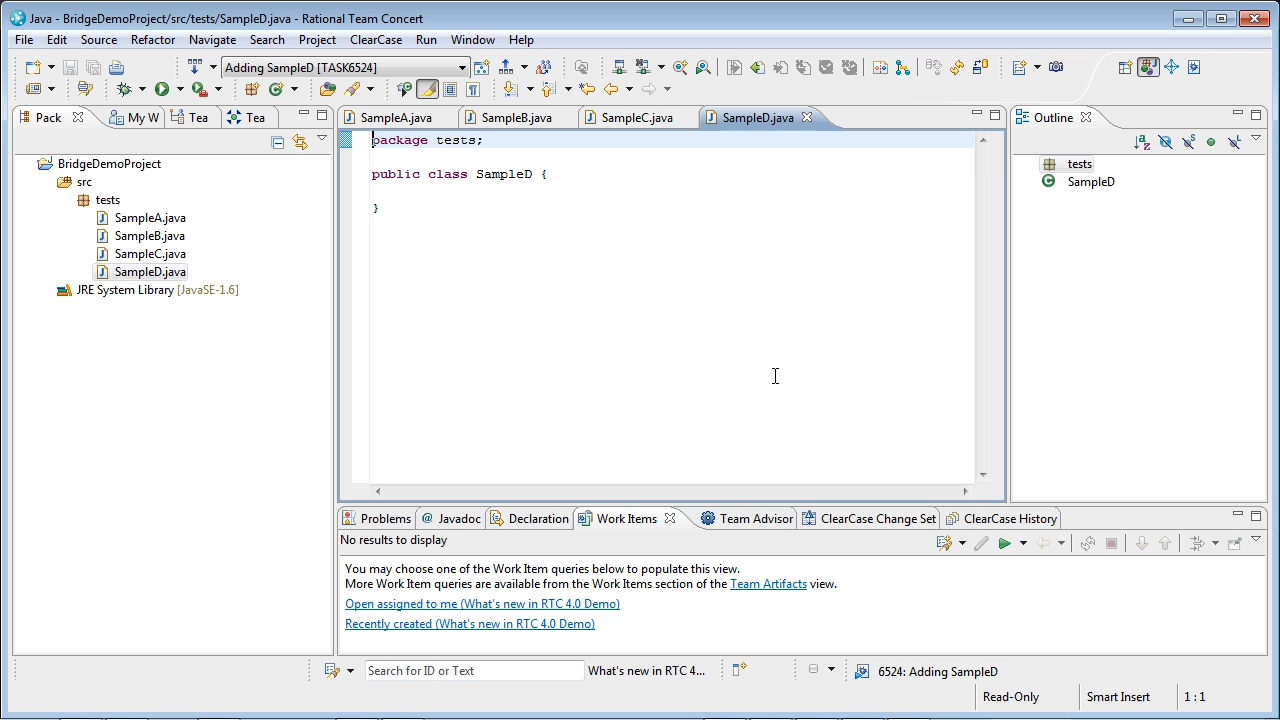 Java - BridgeDemoProject/src/tests/SampleD.java - Rational Team Concert
File Edit Source Refactor Navigate Search Project ClearCase Run Window Help
Adding SampleD [TASK6524]
Pack My W Tea Tea
SampleA.java SampleB.java SampleC.java SampleD.java
Outline
BridgeDemoProject
src
tests
SampleA.java
SampleB.java
SampleC.java
SampleD.java
JRE System Library [JavaSE-1.6]
package tests;
public class SampleD {
}
tests
SampleD
Problems @ Javadoc Declaration Work Items Team Advisor ClearCase Change Set ClearCase History
No results to display
You may choose one of the Work Item queries below to populate this view.
More Work Item queries are available from the Work Items section of the Team Artifacts view.
Open assigned to me (What's new in RTC 4.0 Demo)
Recently created (What's new in RTC 4.0 Demo)
Search for ID or Text What's new in RTC 4... 6524: Adding SampleD
Read-Only Smart Insert 1 : 1